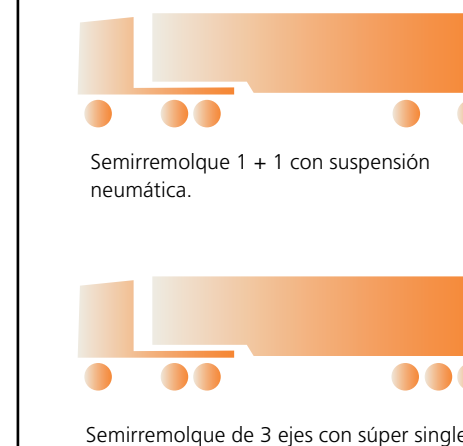 Semirremolque 1 + 1 con suspensión
neumática.
Semirremolque de 3 ejes con súper single